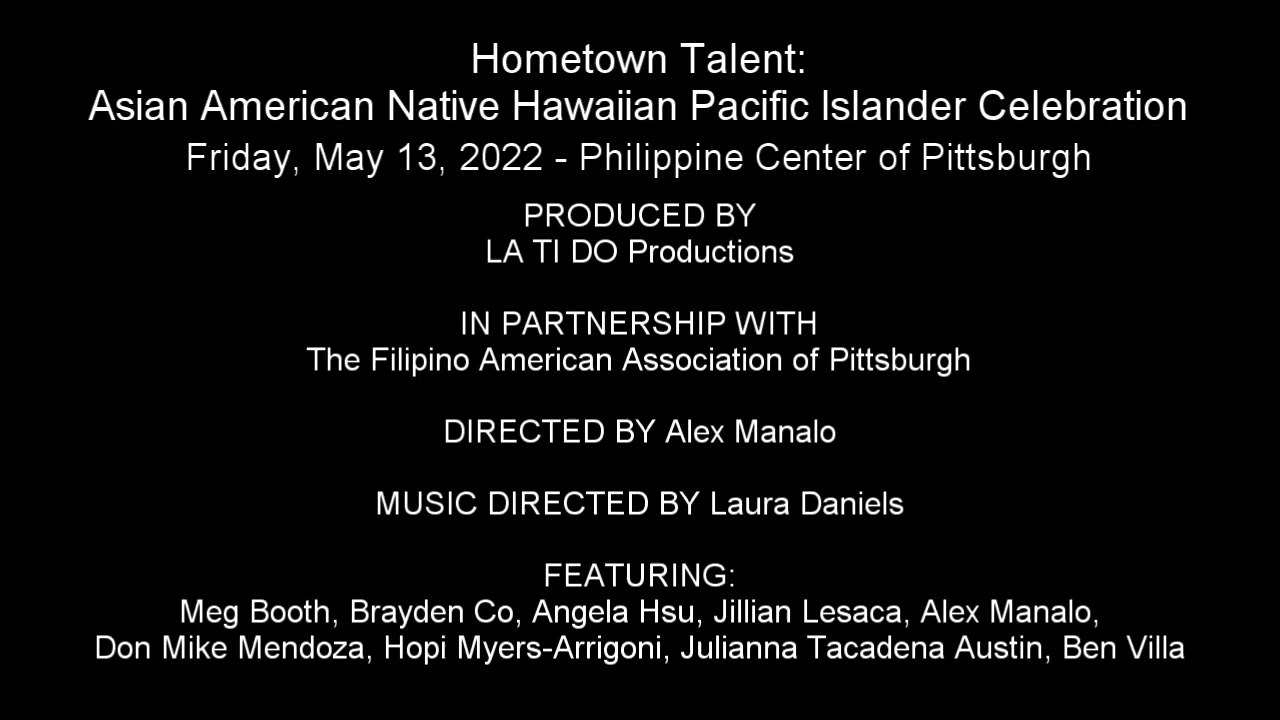 Hometown Talent:
Asian American Native Hawaiian Pacific Islander Celebration
Friday, May 13, 2022 - Philippine Center of Pittsburgh
PRODUCED BY
LA TI DO Productions
IN PARTNERSHIP WITH
The Filipino American Association of Pittsburgh
DIRECTED BY Alex Manalo
MUSIC DIRECTED BY Laura Daniels
FEATURING:
Meg Booth, Brayden Co, Angela Hsu, Jillian Lesaca, Alex Manalo,
Don Mike Mendoza, Hopi Myers-Arrigoni, Julianna Tacadena Austin, Ben Villa